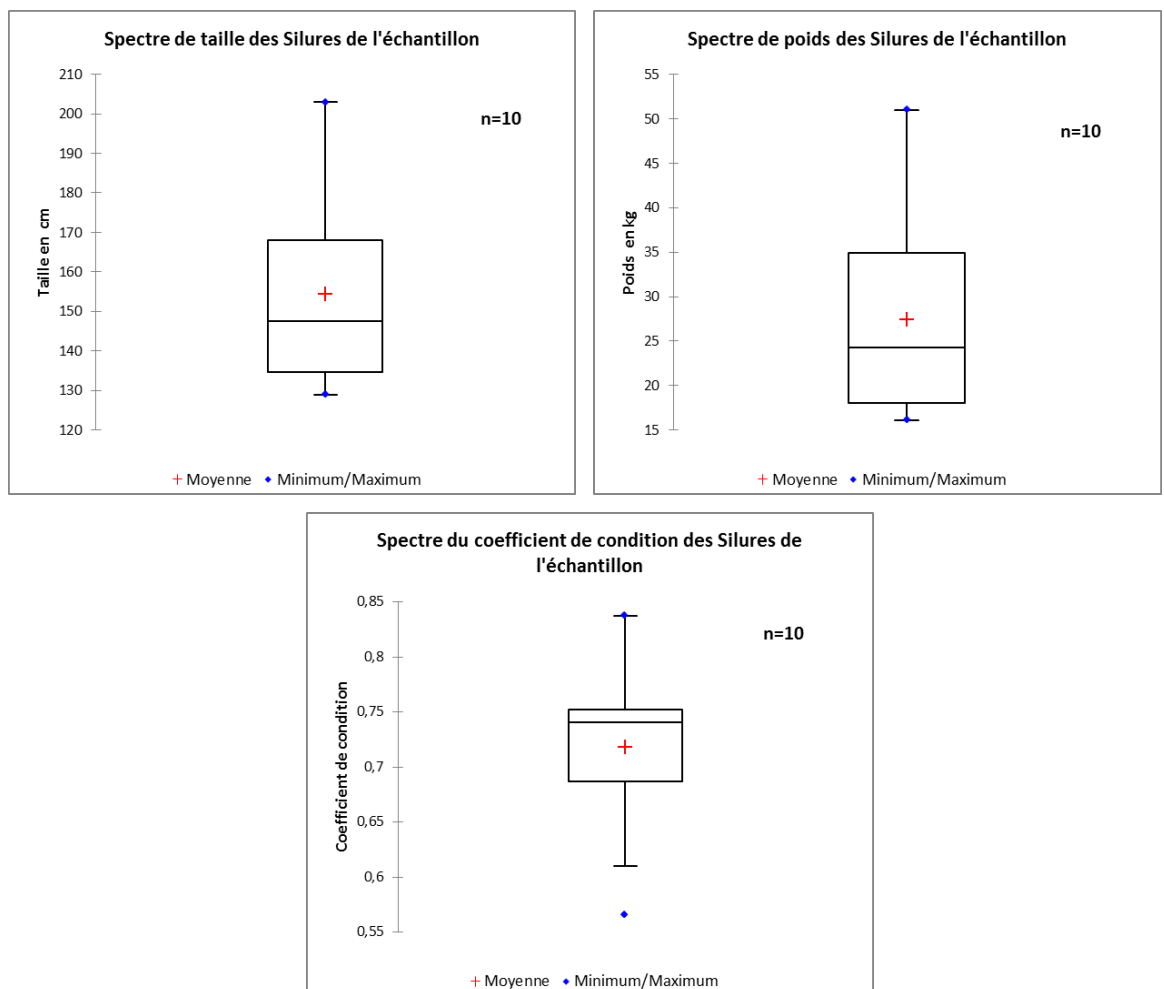 Spectre de taille des Silures de l'échantillon
n=10
Taille en cm
210
200
190
180
170
160
150
140
130
120
Moyenne Minimum/Maximum
Spectre de poids des Silures de l'échantillon
n=10
Poids en kg
55
50
45
40
35
30
25
20
15
Moyenne Minimum/Maximum
Spectre du coefficient de condition des Silures de
l'échantillon
n=10
Coefficient de condition
0,85
0,8
0,75
0,7
0,65
0,6
0,55
Moyenne Minimum/Maximum